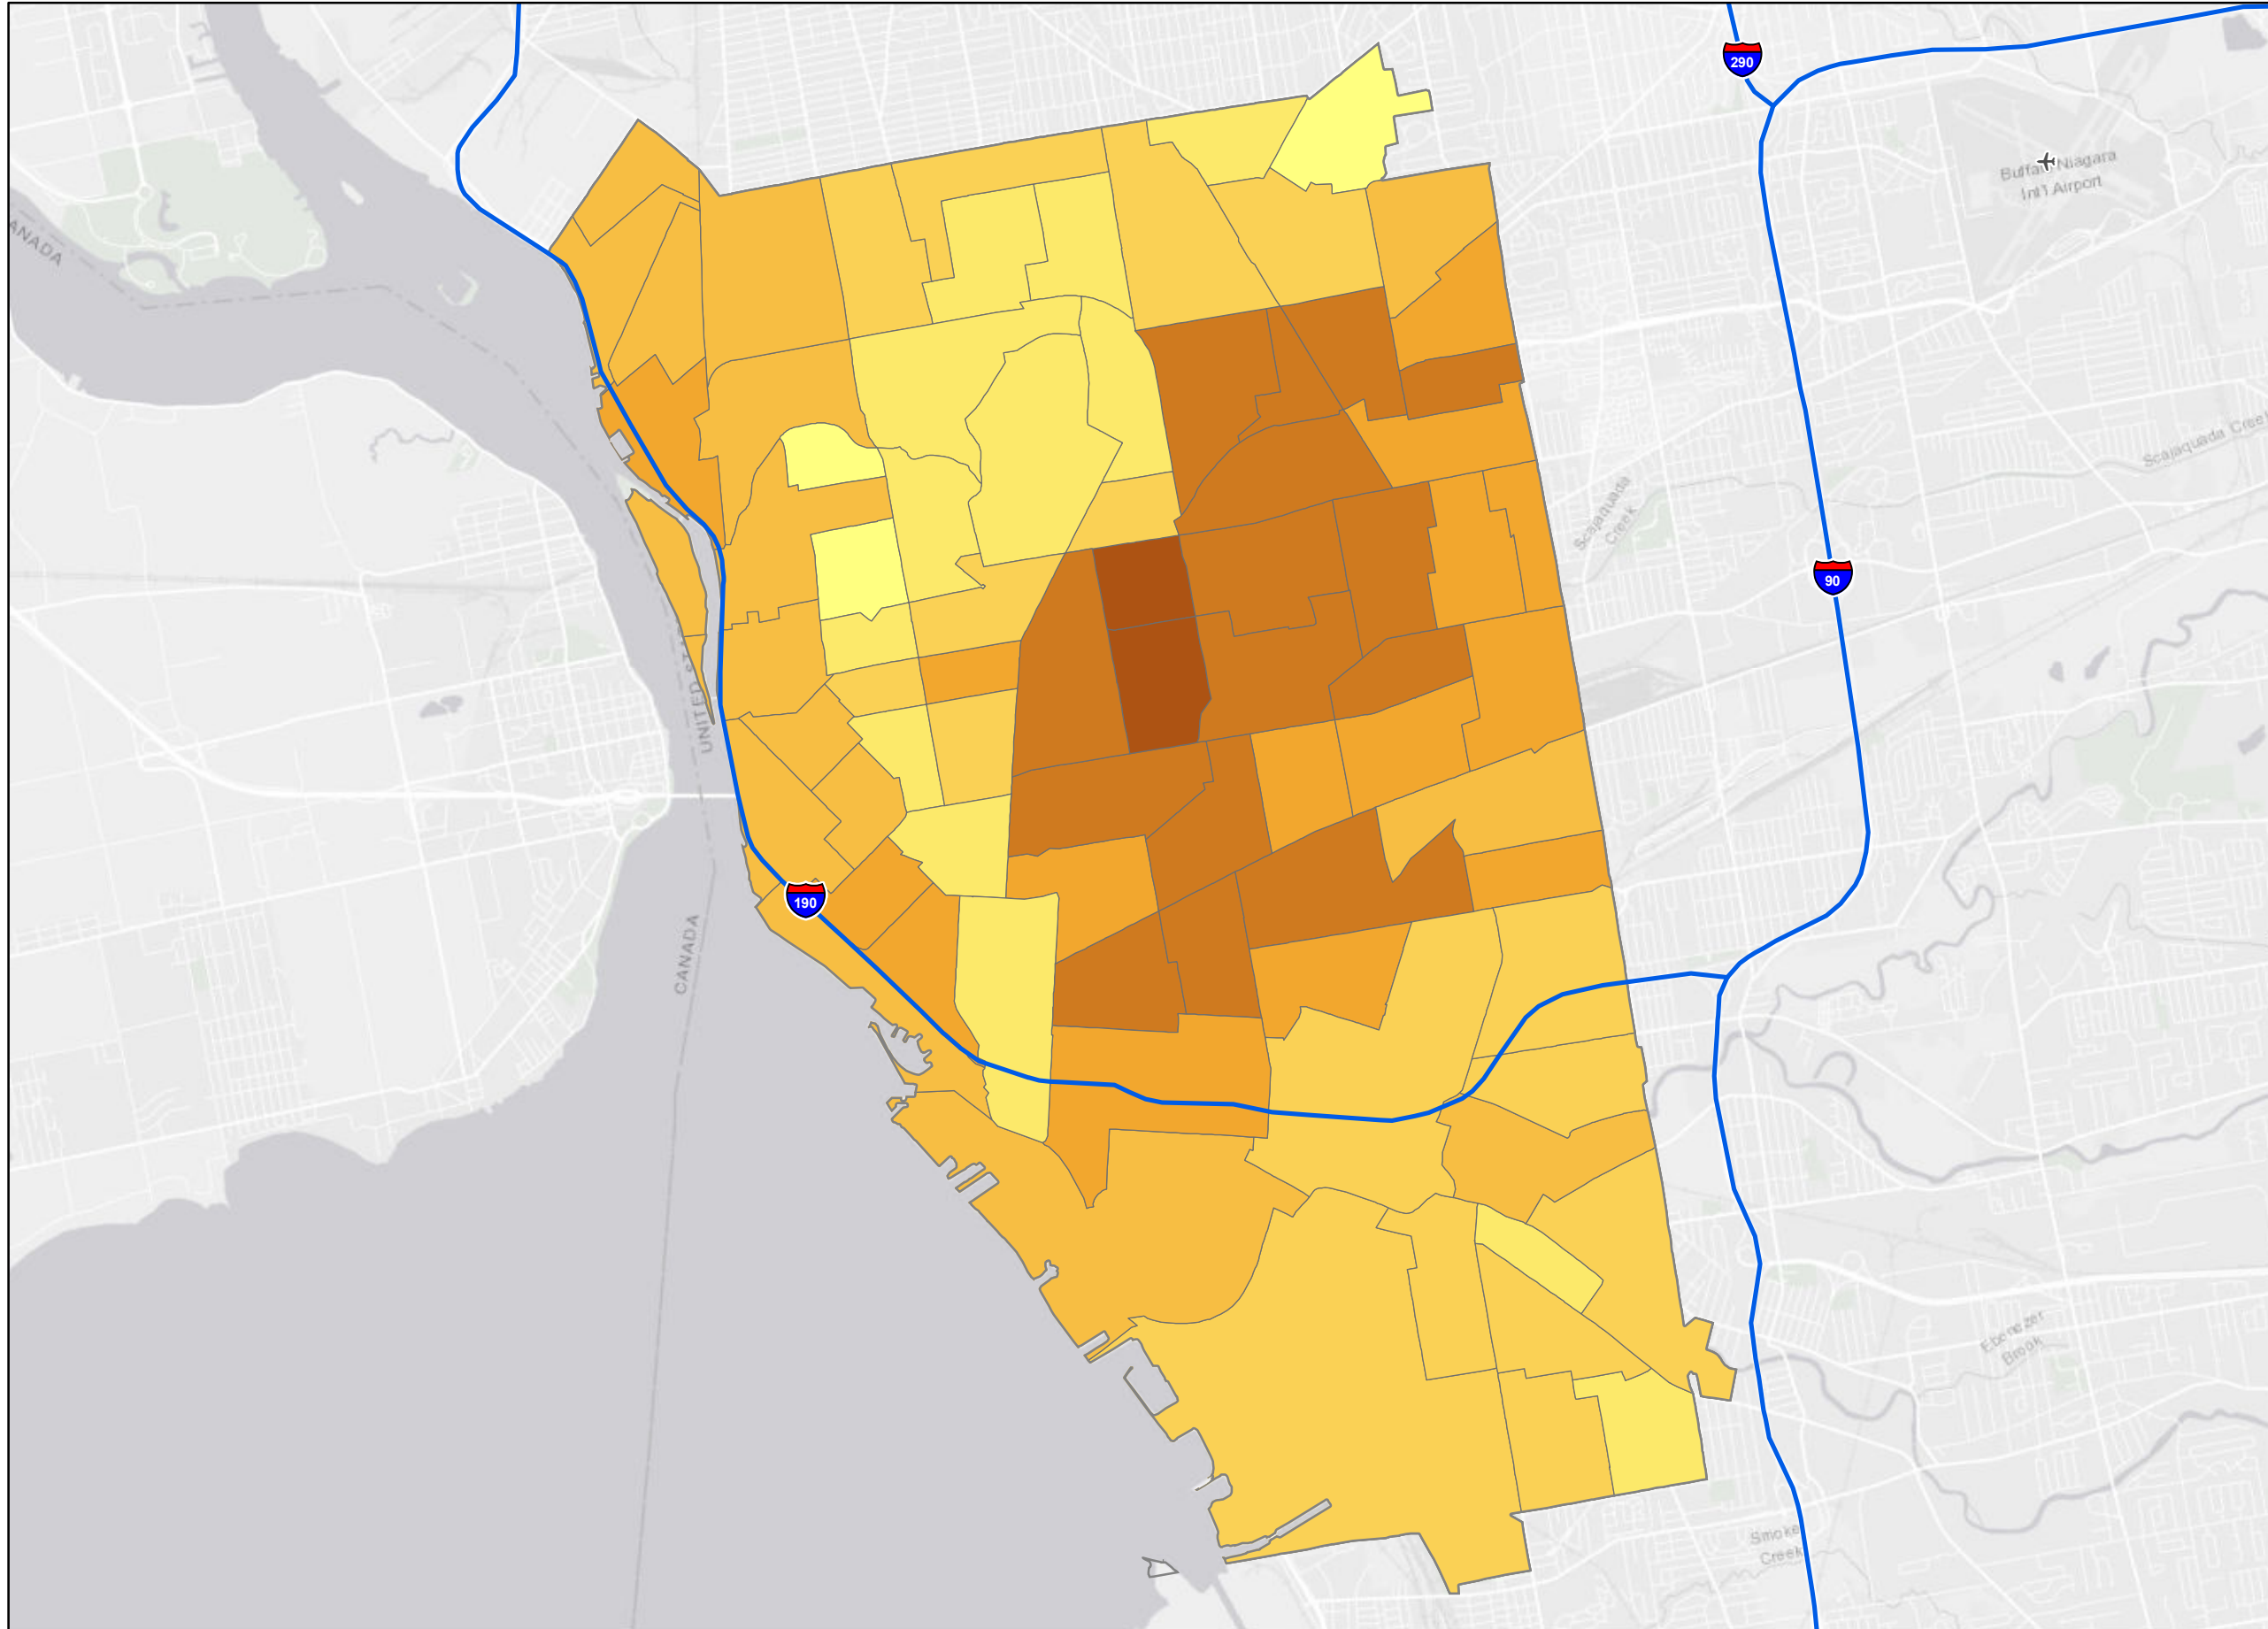 290
Buffalo Niagara
Int'l Airport
ANADA
Scajaquada Creek
Scajaquada
Creek
90
UNITED STA
190
CANADA
Ebenezer
Brook
Smoke
Creek